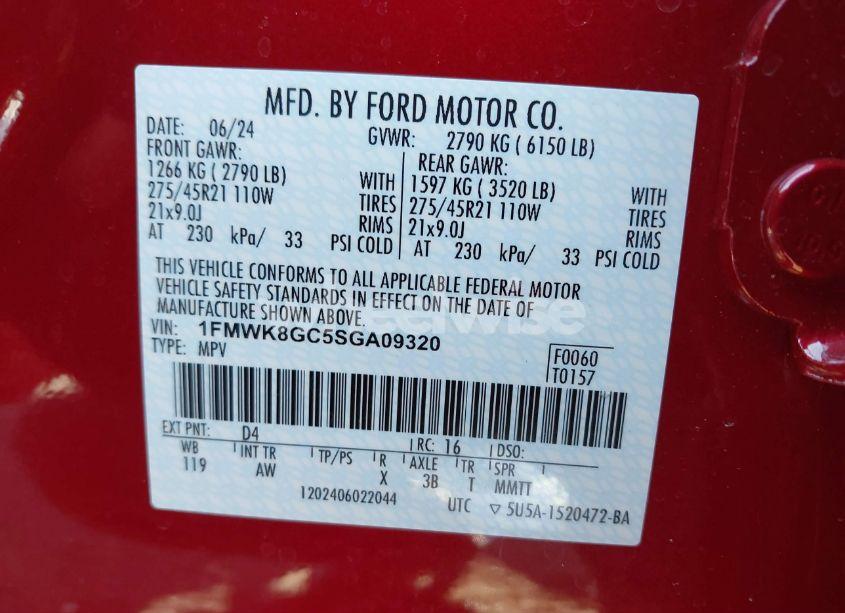 MFD. BY FORD MOTOR CO.
DATE: 06/24 GVWR: 2790 KG ( 6150 LB)
FRONT GAWR: REAR GAWR:
1266 KG ( 2790 LB) WITH 1597 KG ( 3520 LB) WITH
275/45R21 110W TIRES 275/45R21 110W TIRES
21x9.0J RIMS 21x9.0J RIMS
AT 230 kPa/ 33 PSI COLD AT 230 kPa/ 33 PSI COLD
THIS VEHICLE CONFORMS TO ALL APPLICABLE FEDERAL MOTOR
VEHICLE SAFETY STANDARDS IN EFFECT ON THE DATE OF
MANUFACTURE SHOWN ABOVE.
VIN: 1FMWK8GC5SGA09320
TYPE: MPV
F0060
T0157
EXT PNT: D4 RC: 16 DSO:
WB INT TR TP/PS R AXLE TR SPR
119 AW X 3B T MMTT
1202406022044 UTC ▽ 5U5A-1520472-BA